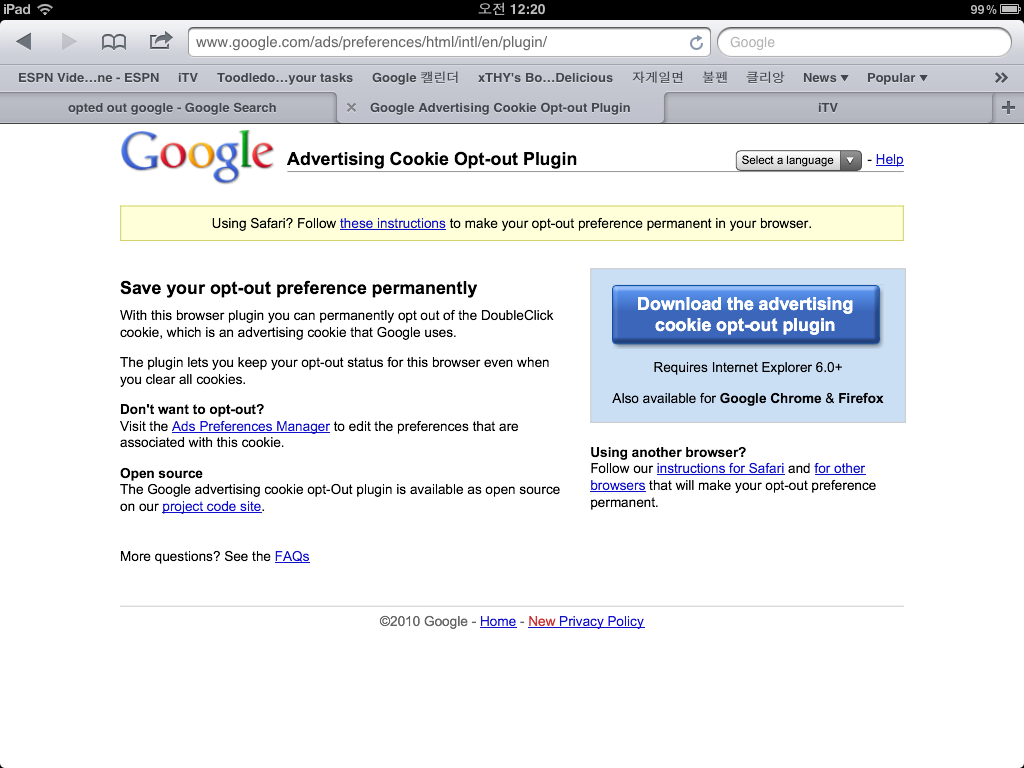 iPad 오전 12:20 99%
www.google.com/ads/preferences/html/intl/en/plugin/ Google
ESPN Vide...ne - ESPN iTV Toodledo...your tasks Google 캘린더 xTHY's Bo...Delicious 자게일면 불펜 클리앙 News ▼ Popular ▼ »
opted out google - Google Search × Google Advertising Cookie Opt-out Plugin iTV +
Google Advertising Cookie Opt-out Plugin Select a language ▼ - Help
Using Safari? Follow these instructions to make your opt-out preference permanent in your browser.
Save your opt-out preference permanently
With this browser plugin you can permanently opt out of the DoubleClick
cookie, which is an advertising cookie that Google uses.
The plugin lets you keep your opt-out status for this browser even when
you clear all cookies.
Don't want to opt-out?
Visit the Ads Preferences Manager to edit the preferences that are
associated with this cookie.
Open source
The Google advertising cookie opt-Out plugin is available as open source
on our project code site.
More questions? See the FAQs
Download the advertising
cookie opt-out plugin
Requires Internet Explorer 6.0+
Also available for Google Chrome & Firefox
Using another browser?
Follow our instructions for Safari and for other
browsers that will make your opt-out preference
permanent.
©2010 Google - Home - New Privacy Policy